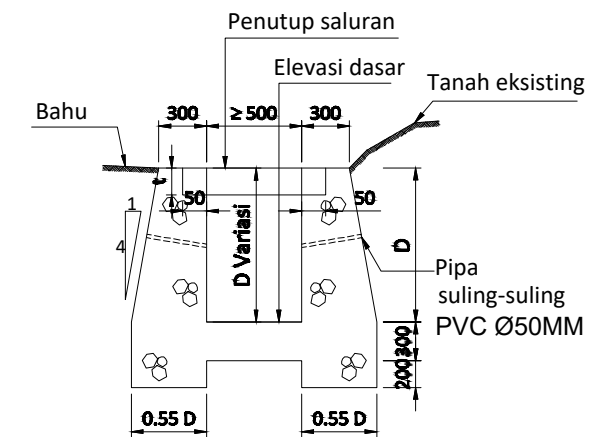 Penutup saluran
Elevasi dasar
Tanah eksisting
Bahu
300
≥ 500
300
t
50
50
1
4
D Variasi
D
Pipa
suling-suling
PVC Ø50MM
300
200
0.55 D
0.55 D